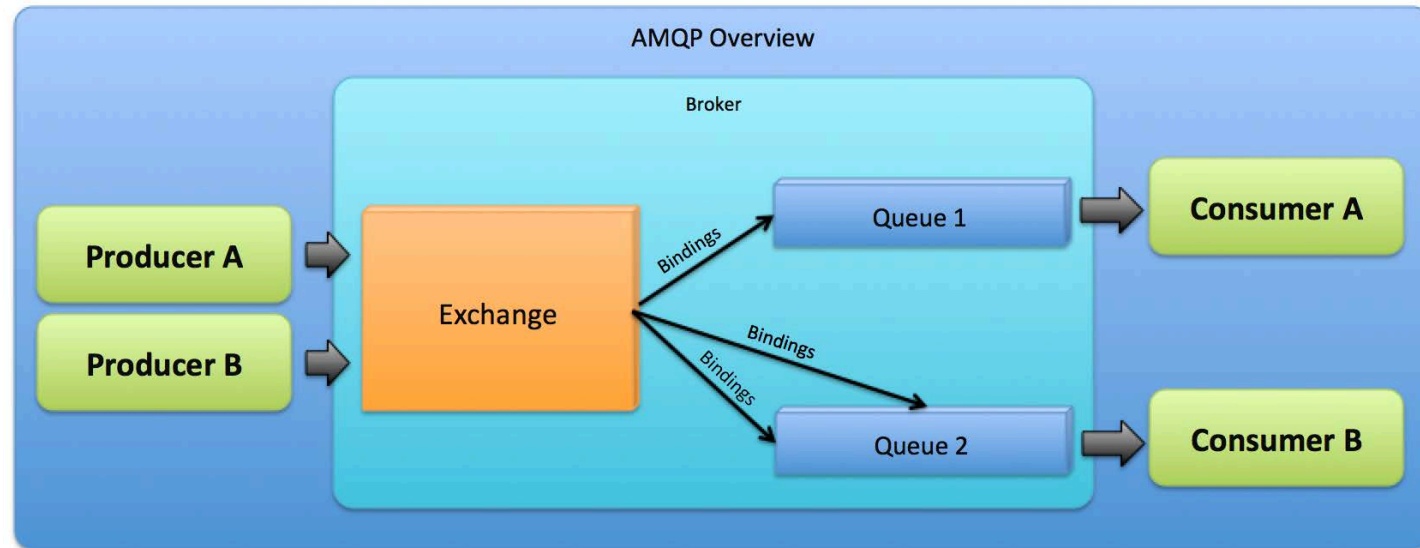 AMQP Overview
Broker
Producer A
Producer B
Exchange
Bindings
Bindings
Bindings
Queue 1
Queue 2
Consumer A
Consumer B